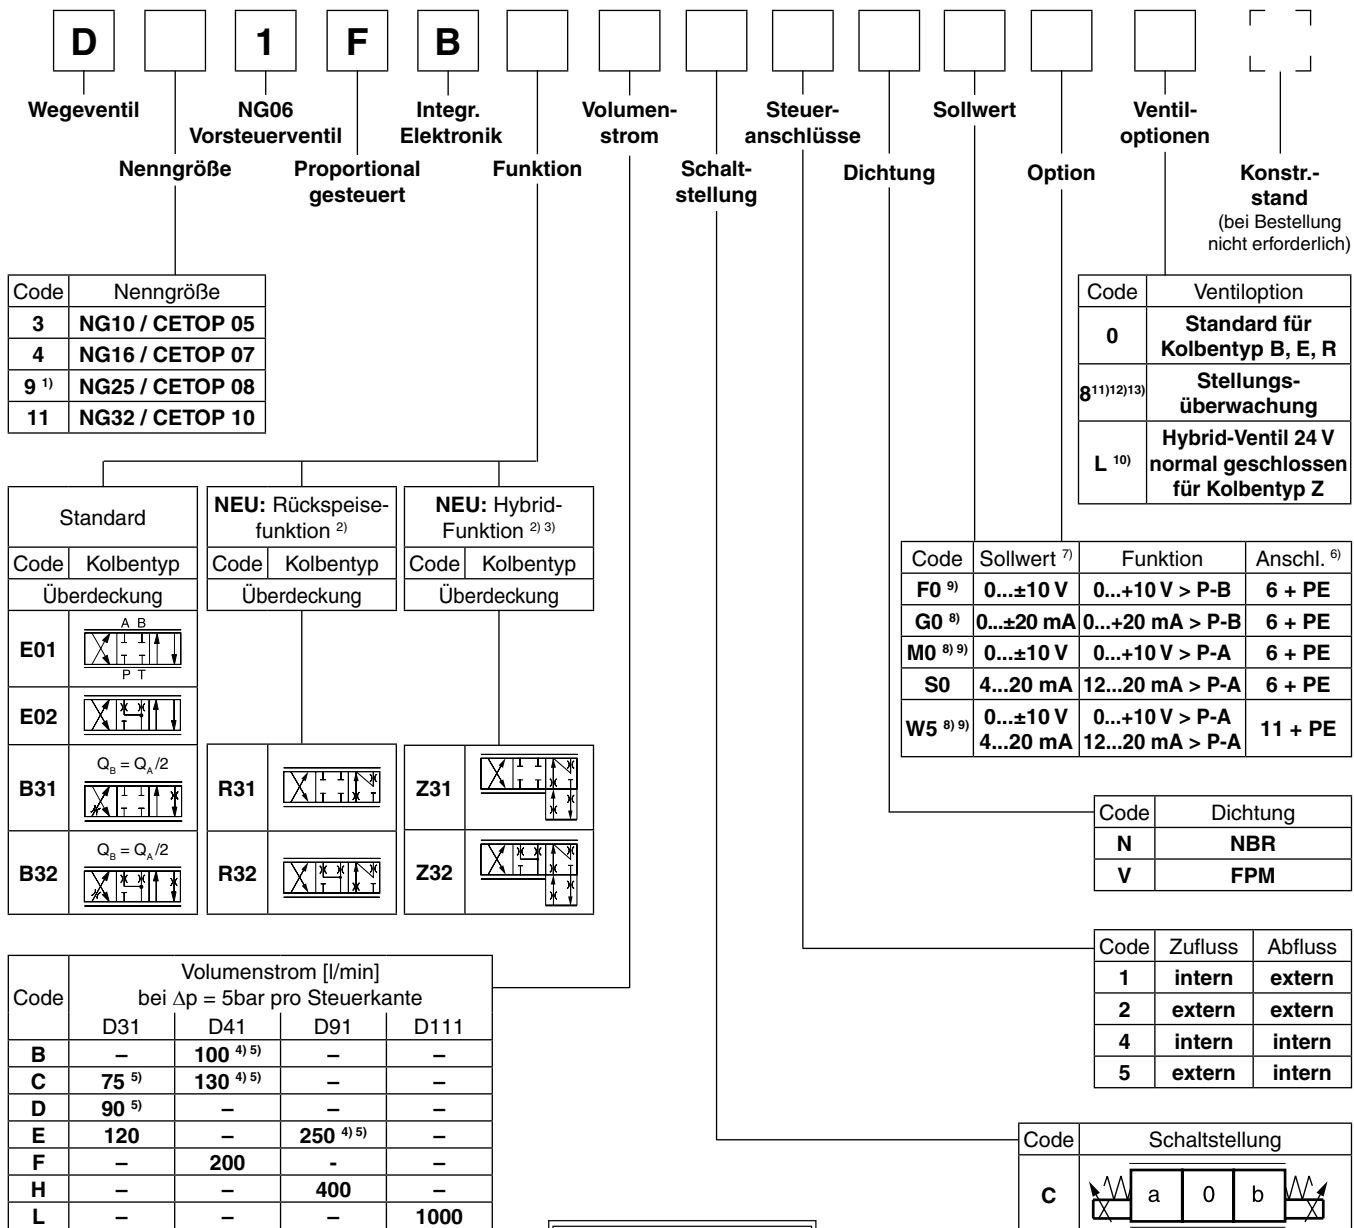 D 1 F B
Wegeventil
NG06
Vorsteuerventil
Integr.
Elektronik
Volumen-
strom
Steuer-
anschlüsse
Sollwert
Ventil-
optionen
Nenngröße
Proportional
gesteuert
Funktion
Schalt-
stellung
Dichtung
Option
Konstr.-
stand
(bei Bestellung
nicht erforderlich)
Code Nenngröße
3 NG10 / CETOP 05
4 NG16 / CETOP 07
9 1) NG25 / CETOP 08
11 NG32 / CETOP 10
Code Ventiloption
0 Standard für
Kolbentyp B, E, R
8 11)12)13) Stellungs-
überwachung
L 10) Hybrid-Ventil 24 V
normal geschlossen
für Kolbentyp Z
Standard
NEU: Rückspeise-
funktion 2)
NEU: Hybrid-
Funktion 2) 3)
Code Kolbentyp Code Kolbentyp Code Kolbentyp
Überdeckung Überdeckung Überdeckung
A B
E01
P T
E02
QB = QA/2
B31 R31 Z31
QB = QA/2
B32 R32 Z32
Code Sollwert 7) Funktion Anschl. 6)
F0 9) 0...±10 V 0...+10 V > P-B 6 + PE
G0 8) 0...±20 mA 0...+20 mA > P-B 6 + PE
M0 8) 9) 0...±10 V 0...+10 V > P-A 6 + PE
S0 4...20 mA 12...20 mA > P-A 6 + PE
W5 8) 9) 0...±10 V 0...+10 V > P-A 11 + PE
4...20 mA 12...20 mA > P-A
Code Dichtung
N NBR
V FPM
Code Zufluss Abfluss
1 intern extern
2 extern extern
4 intern intern
5 extern intern
Code Volumenstrom [l/min]
bei Δp = 5bar pro Steuerkante
D31 D41 D91 D111
B – 100 4) 5) – –
C 75 5) 130 4) 5) – –
D 90 5) – – –
E 120 – 250 4) 5) –
F – 200 - –
H – – 400 –
L – – – 1000
Code Schaltstellung
C a 0 b